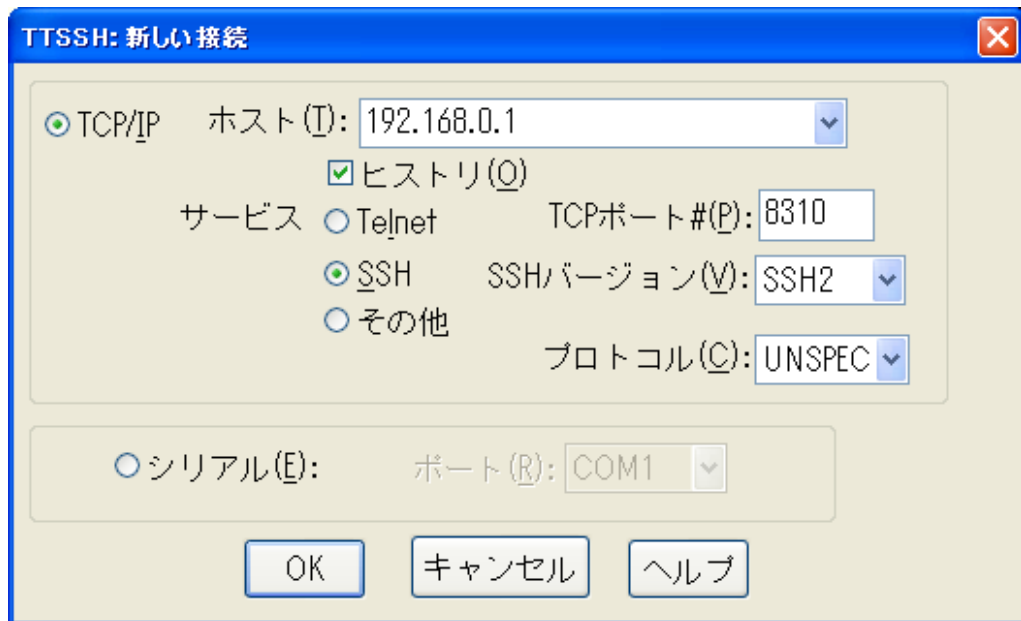 TTSSH: 新しい接続
TCP/IP ホスト(T): 192.168.0.1
ヒストリ(O)
サービス Telnet TCPポート#(P): 8310
SSH SSHバージョン(V): SSH2
その他
プロトコル(C): UNSPEC
シリアル(E): ポート(R): COM1
OK キャンセル ヘルプ